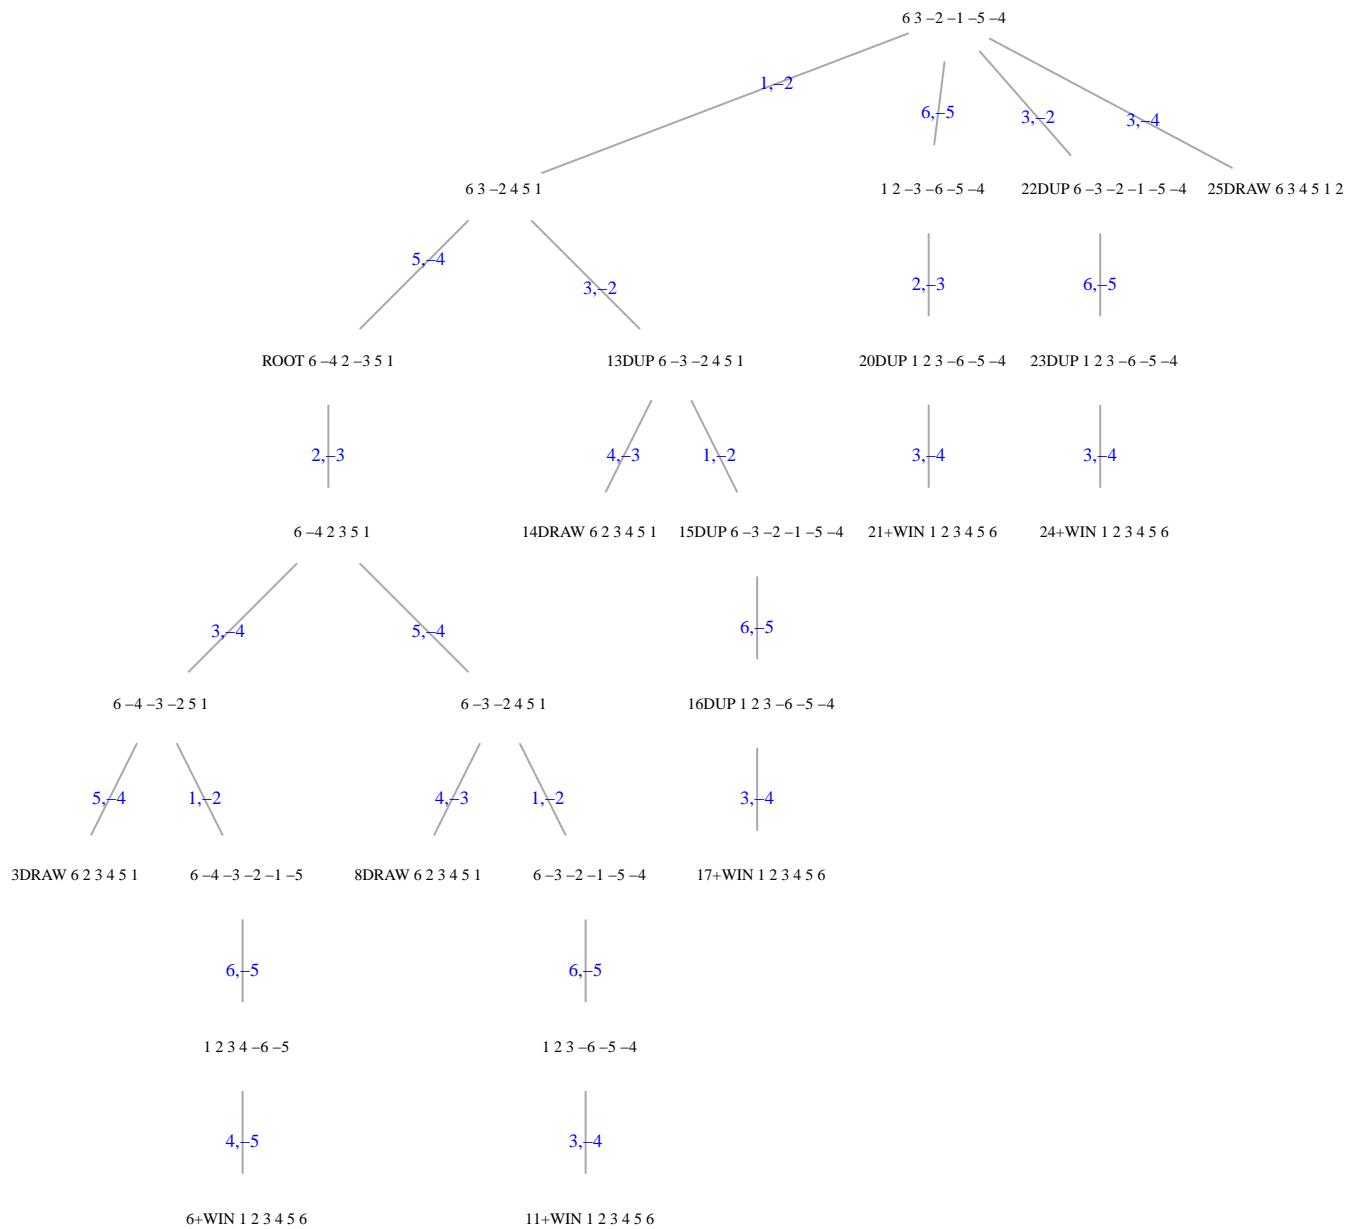 6 3 –2 –1 –5 –4
1,–2
6,–5
3,–2
3,–4
6 3 –2 4 5 1
1 2 –3 –6 –5 –4
22DUP 6 –3 –2 –1 –5 –4
25DRAW 6 3 4 5 1 2
5,–4
3,–2
2,–3
6,–5
ROOT 6 –4 2 –3 5 1
13DUP 6 –3 –2 4 5 1
20DUP 1 2 3 –6 –5 –4
23DUP 1 2 3 –6 –5 –4
2,–3
4,–3
1,–2
3,–4
3,–4
6 –4 2 3 5 1
14DRAW 6 2 3 4 5 1
15DUP 6 –3 –2 –1 –5 –4
21+WIN 1 2 3 4 5 6
24+WIN 1 2 3 4 5 6
3,–4
5,–4
6,–5
6 –4 –3 –2 5 1
6 –3 –2 4 5 1
16DUP 1 2 3 –6 –5 –4
5,–4
1,–2
4,–3
1,–2
3,–4
3DRAW 6 2 3 4 5 1
6 –4 –3 –2 –1 –5
8DRAW 6 2 3 4 5 1
6 –3 –2 –1 –5 –4
17+WIN 1 2 3 4 5 6
6,–5
6,–5
1 2 3 4 –6 –5
1 2 3 –6 –5 –4
4,–5
3,–4
6+WIN 1 2 3 4 5 6
11+WIN 1 2 3 4 5 6